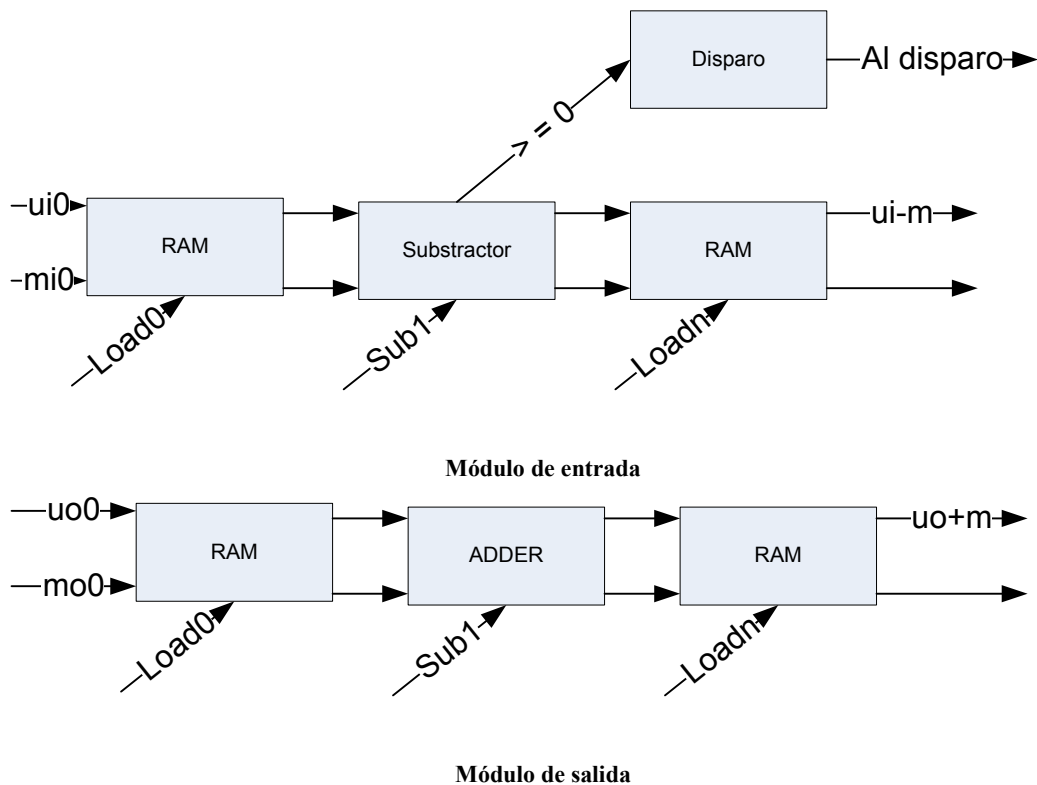 Disparo
Al disparo
> = 0
ui0
mi0
RAM
Substractor
RAM
ui-m
Load0
Sub1
Loadn
Módulo de entrada
uo0
mo0
RAM
ADDER
RAM
uo+m
Load0
Sub1
Loadn
Módulo de salida